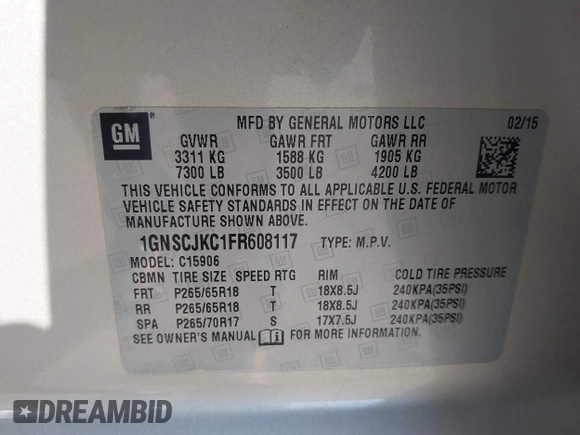 GM
MFD BY GENERAL MOTORS LLC 02/15
GVWR GAWR FRT GAWR RR
3311 KG 1588 KG 1905 KG
7300 LB 3500 LB 4200 LB
THIS VEHICLE CONFORMS TO ALL APPLICABLE U.S. FEDERAL MOTOR
VEHICLE SAFETY STANDARDS IN EFFECT ON THE DATE OF
MANUFACTURE SHOWN ABOVE.
1GNSCJKC1FR608117 TYPE: M.P.V.
MODEL: C15906
CBMN TIRE SIZE SPEED RTG RIM COLD TIRE PRESSURE
FRT P265/65R18 T 18X8.5J 240KPA(35PSI)
RR P265/65R18 T 18X8.5J 240KPA(35PSI)
SPA P265/70R17 S 17X7.5J 240KPA(35PSI)
SEE OWNER'S MANUAL FOR MORE INFORMATION.
DREAMBID